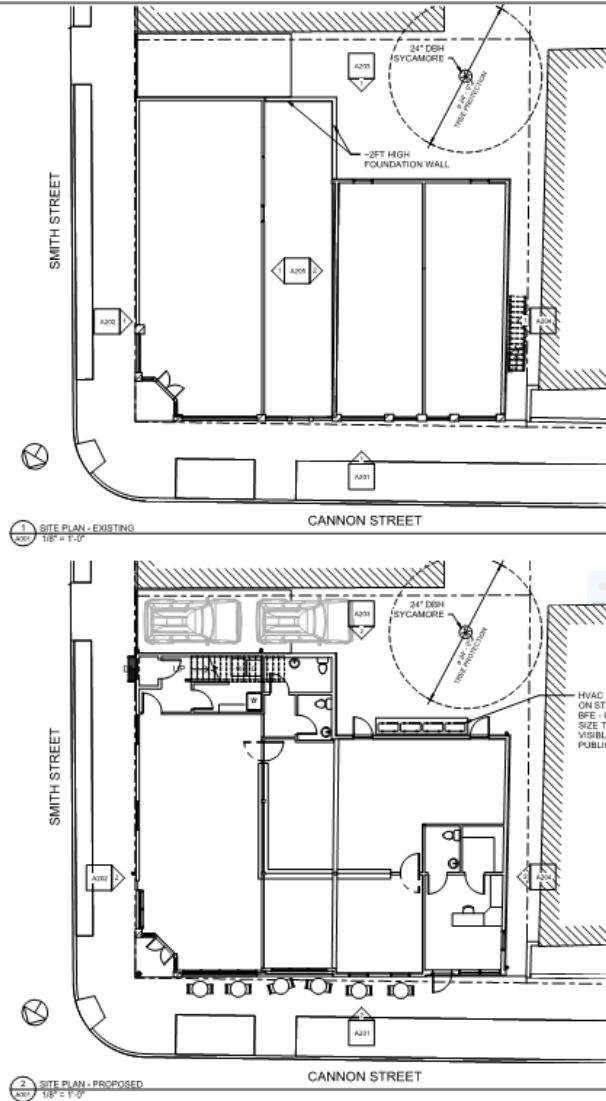 24" DBH
SYCAMORE
TREE PROTECTION
A203
1
~2FT HIGH
FOUNDATION WALL
SMITH STREET
1 A205 2
A202 1
1 A204
1
A201
CANNON STREET
1
A001
SITE PLAN - EXISTING
1/8" = 1'-0"
24" DBH
SYCAMORE
TREE PROTECTION
A203
2
UP
W
HVAC
ON ST
BFE -
SIZE T
VISIBL
PUBLI
SMITH STREET
A202 2
2 A204
2
A201
CANNON STREET
2
A001
SITE PLAN - PROPOSED
1/8" = 1'-0"